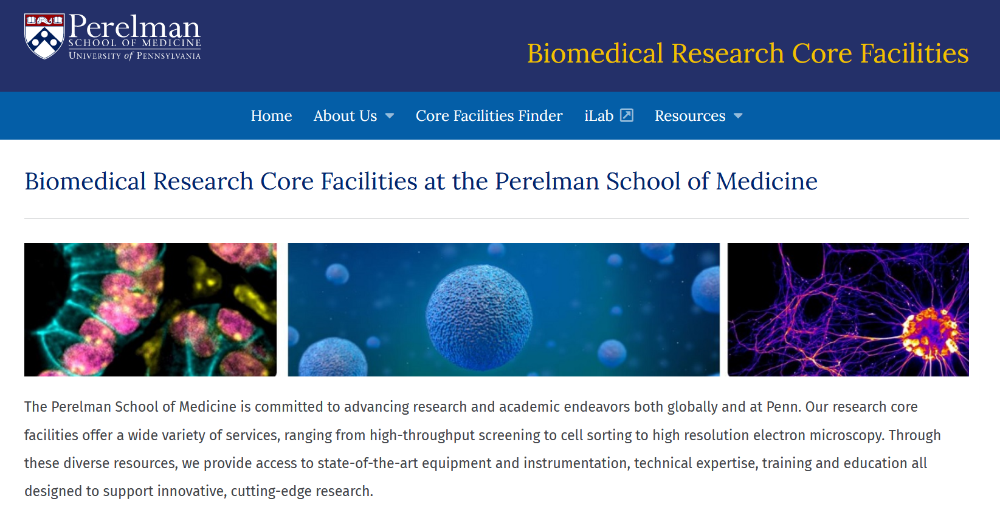 Perelman
SCHOOL OF MEDICINE
UNIVERSITY of PENNSYLVANIA
Biomedical Research Core Facilities
Home About Us Core Facilities Finder iLab Resources
Biomedical Research Core Facilities at the Perelman School of Medicine
The Perelman School of Medicine is committed to advancing research and academic endeavors both globally and at Penn. Our research core
facilities offer a wide variety of services, ranging from high-throughput screening to cell sorting to high resolution electron microscopy. Through
these diverse resources, we provide access to state-of-the-art equipment and instrumentation, technical expertise, training and education all
designed to support innovative, cutting-edge research.